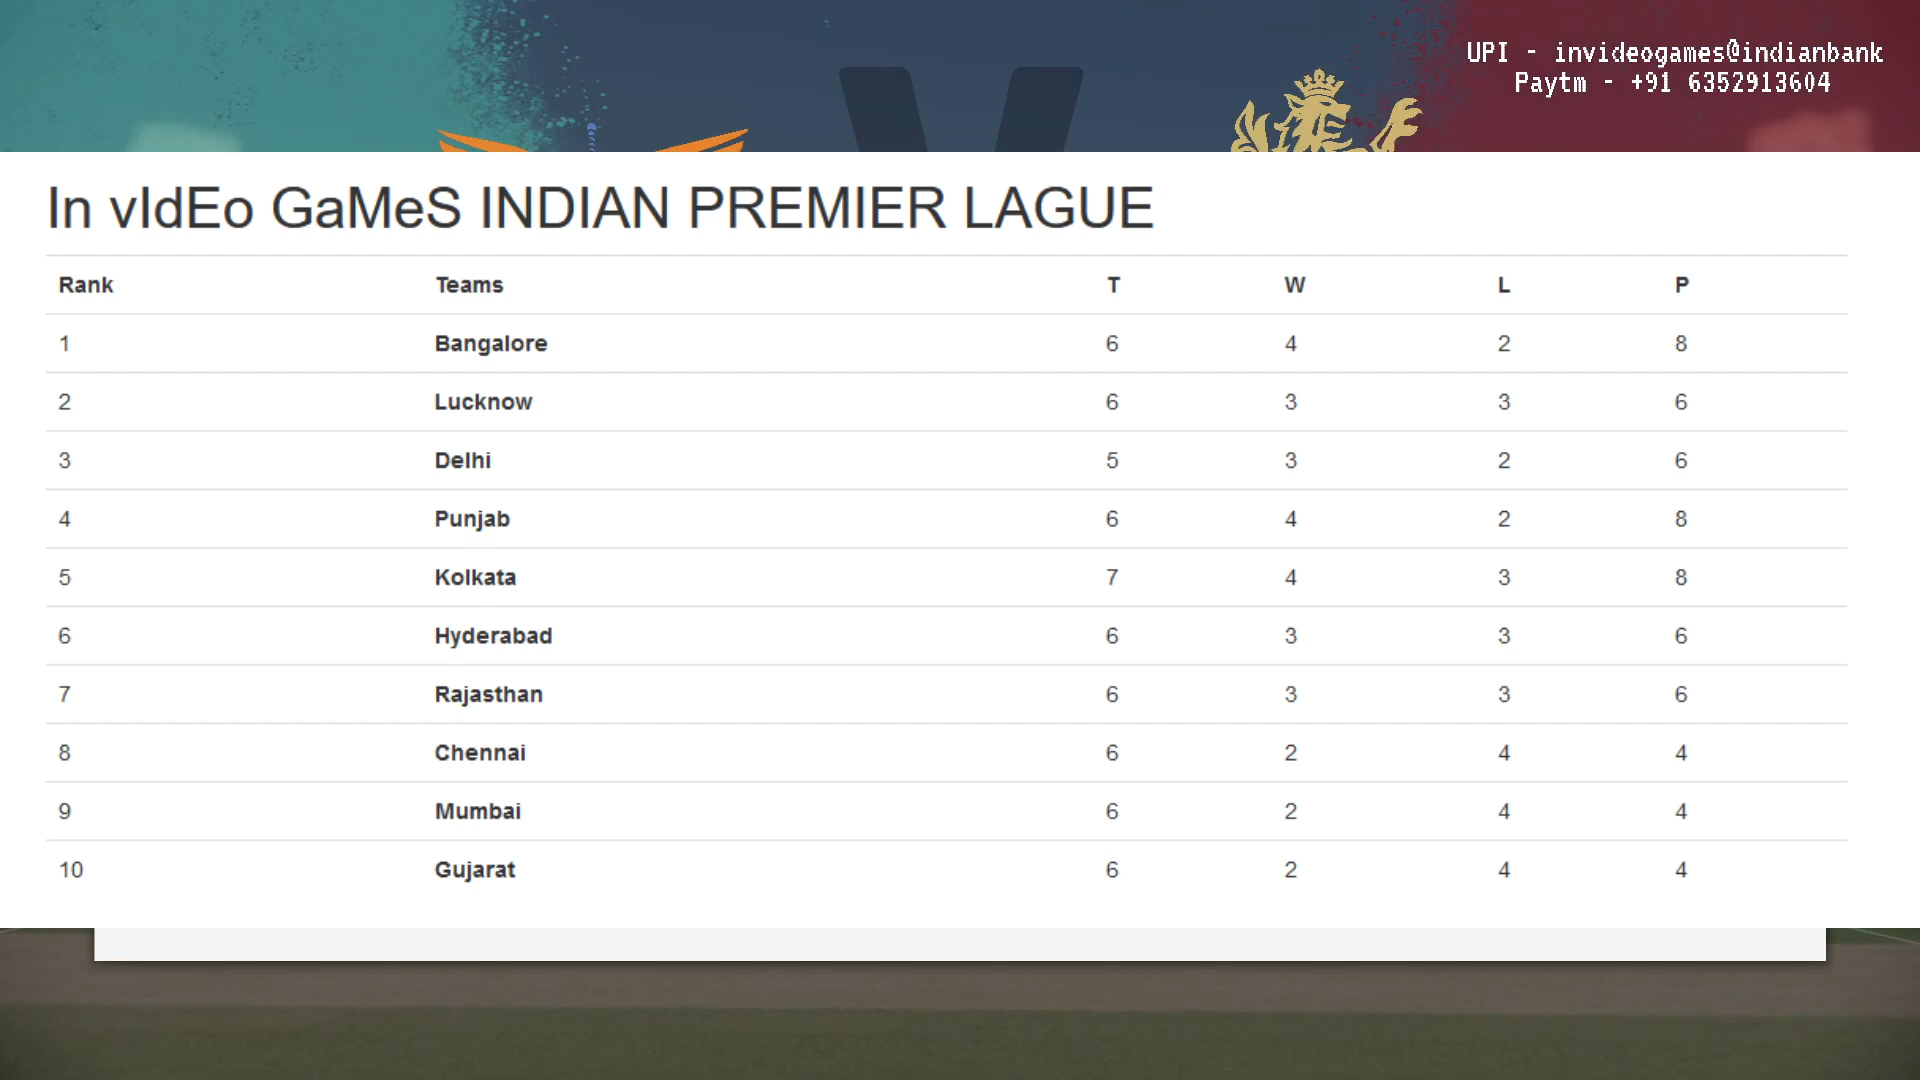 UPI - invideogames@indianbank
Paytm - +91 6352913604
In vIdEo GaMeS INDIAN PREMIER LAGUE
Rank Teams T W L P
1 Bangalore 6 4 2 8
2 Lucknow 6 3 3 6
3 Delhi 5 3 2 6
4 Punjab 6 4 2 8
5 Kolkata 7 4 3 8
6 Hyderabad 6 3 3 6
7 Rajasthan 6 3 3 6
8 Chennai 6 2 4 4
9 Mumbai 6 2 4 4
10 Gujarat 6 2 4 4